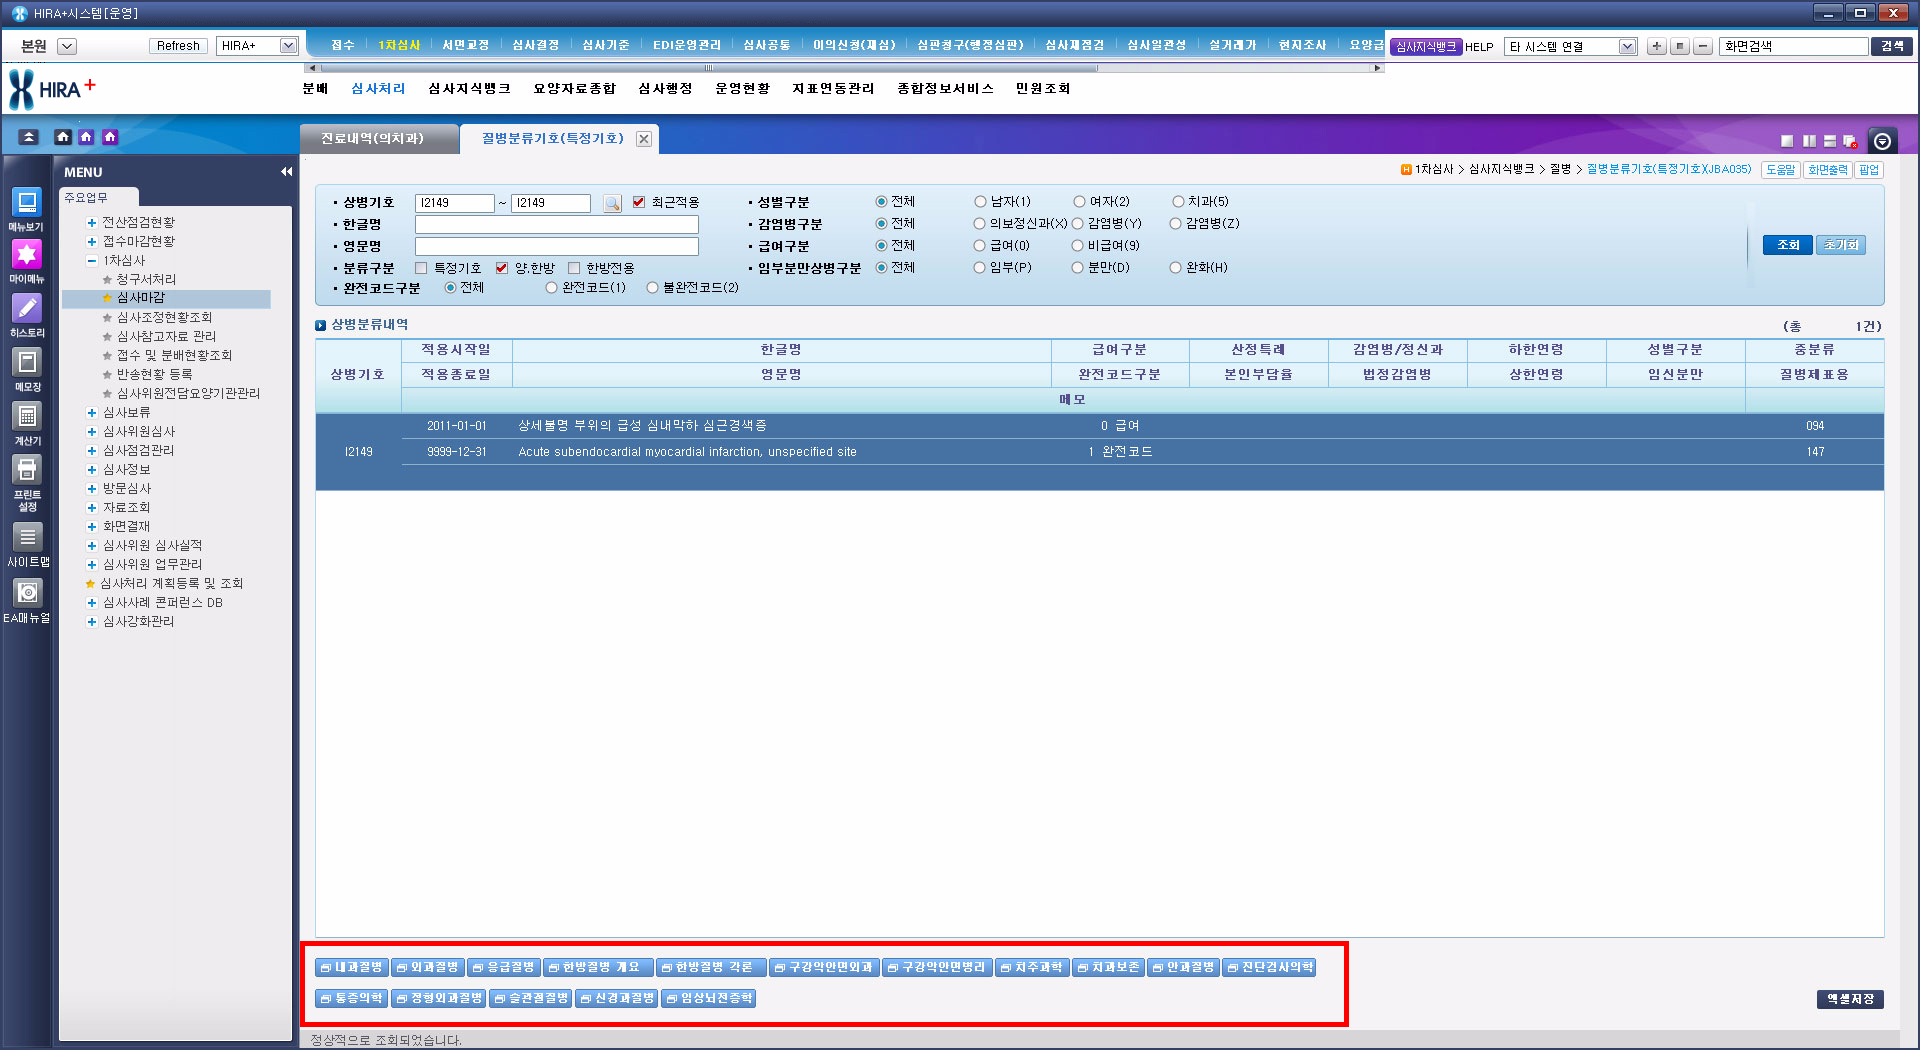 HIRA+시스템[운영]
본원 Refresh HIRA+ 접수 1차심사 서면교정 심사결정 심사기준 EDI운영관리 심사공통 이의신청(재심) 심판청구(행정심판) 심사재점검 심사일관성 실거래가 현지조사 요양급 심사지식뱅크 HELP 타 시스템 연결 화면검색 검색
HIRA+ 분배 심사처리 심사지식뱅크 요양자료종합 심사행정 운영현황 지표연동관리 종합정보서비스 민원조회
진료내역(의치과) 질병분류기호(특정기호)
1차심사 > 심사지식뱅크 > 질병 > 질병분류기호(특정기호)(JBA035) 도움말 화면출력 팝업
메뉴보기
마이메뉴
히스토리
메모장
계산기
프린트
설정
사이트맵
EA매뉴얼
MENU
주요업무
전산점검현황
접수마감현황
1차심사
청구서처리
심사마감
심사조정현황조회
심사참고자료 관리
접수 및 분배현황조회
반송현황 등록
심사위원전담요양기관관리
심사보류
심사위원심사
심사점검관리
심사정보
방문심사
자료조회
화면결재
심사위원 심사실적
심사위원 업무관리
심사처리 계획등록 및 조회
심사사례 콘퍼런스 DB
심사강화관리
상병기호 I2149 ~ I2149 최근적용 성별구분 전체 남자(1) 여자(2) 치과(5)
한글명 감염병구분 전체 의보정신과(X) 감염병(Y) 감염병(Z)
영문명 급여구분 전체 급여(0) 비급여(9) 조회 초기화
분류구분 특정기호 양.한방 한방전용 임부분만상병구분 전체 임부(P) 분만(D) 완화(H)
완전코드구분 전체 완전코드(1) 불완전코드(2)
상병분류내역 (총 1건)
상병기호 적용시작일 한글명 급여구분 산정특례 감염병/정신과 하한연령 성별구분 중분류
적용종료일 영문명 완전코드구분 본인부담율 법정감염병 상한연령 임신분만 질병제표용
메모
I2149 2011-01-01 상세불명 부위의 급성 심내막하 심근경색증 0 급여 094
9999-12-31 Acute subendocardial myocardial infarction, unspecified site 1 완전코드 147
내과질병 외과질병 응급질병 한방질병 개요 한방질병 각론 구강악안면외과 구강악안면병리 치주과학 치과보존 안과질병 진단검사의학
통증의학 정형외과질병 슬관절질병 신경과질병 임상뇌전증학
엑셀저장
정상적으로 조회되었습니다.